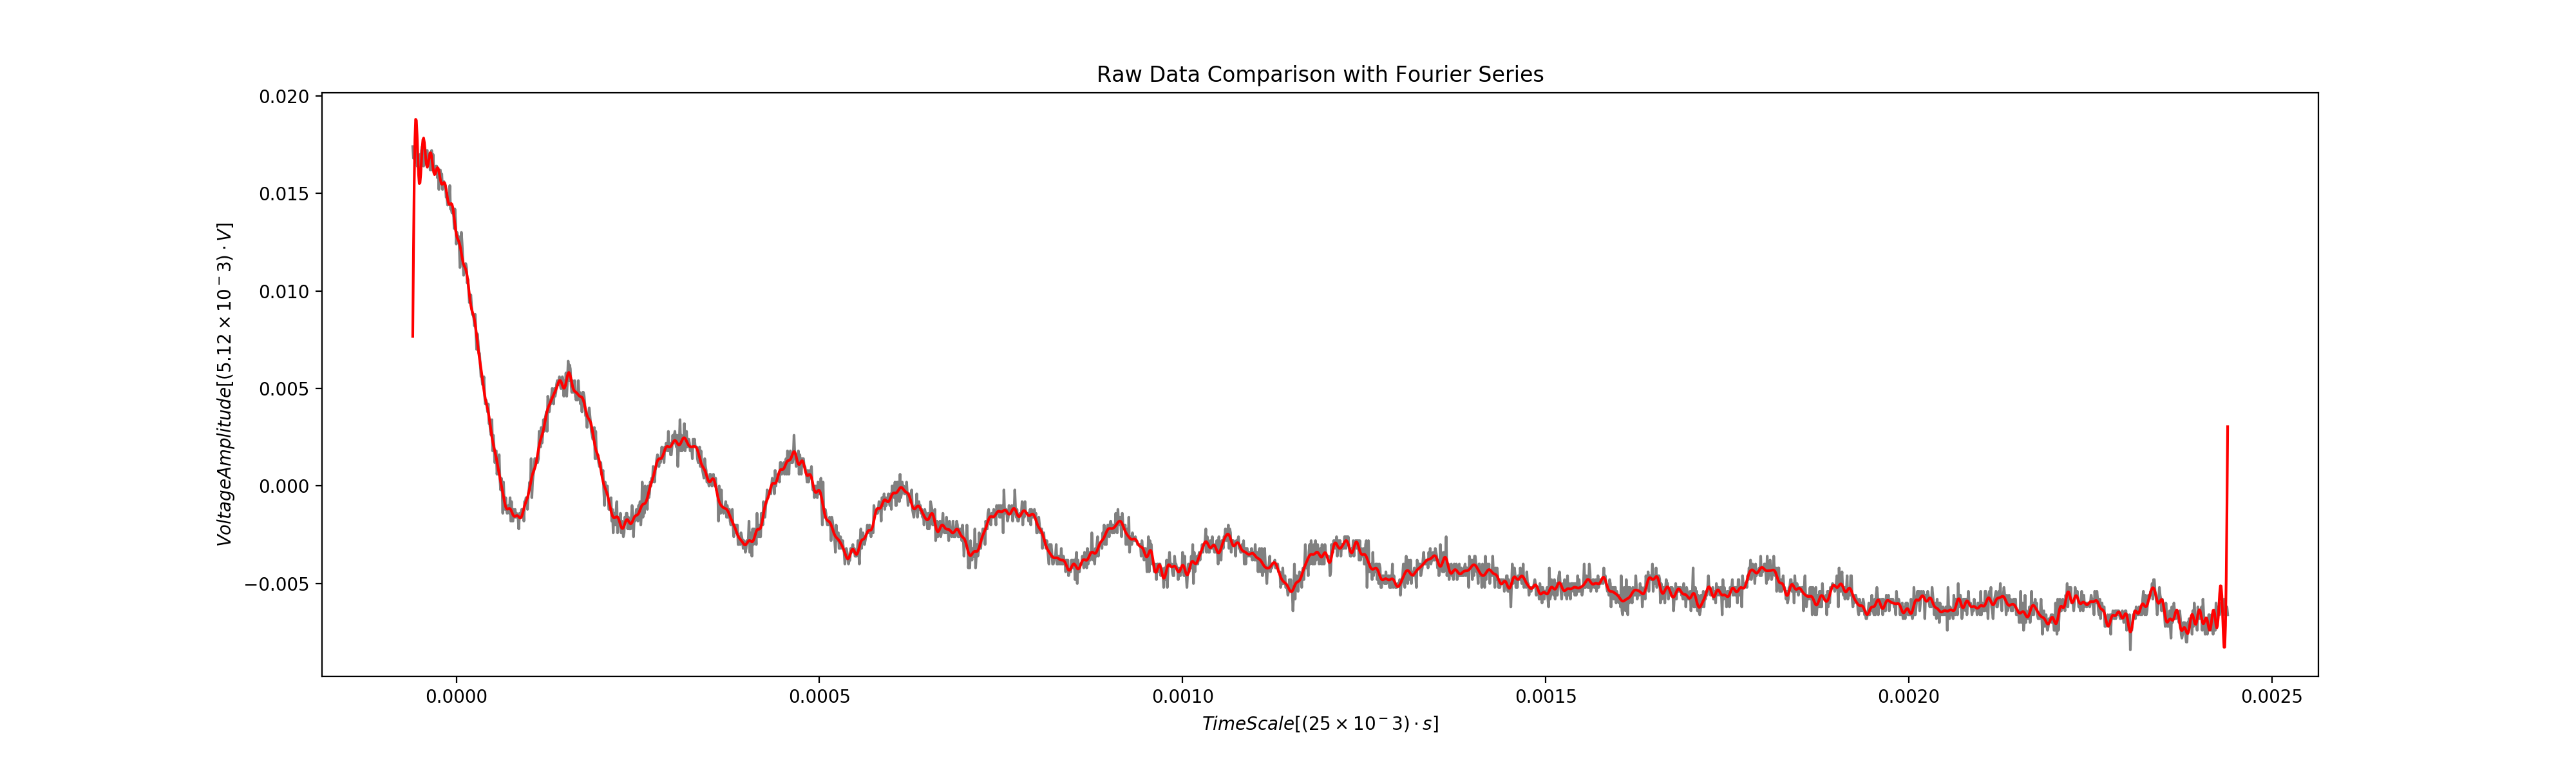 Raw Data Comparison with Fourier Series
0.020
0.015
0.010
0.005
0.000
−0.005
VoltageAmplitude[(5.12 × 10⁻3) · V]
0.0000 0.0005 0.0010 0.0015 0.0020 0.0025
TimeScale[(25 × 10⁻3) · s]